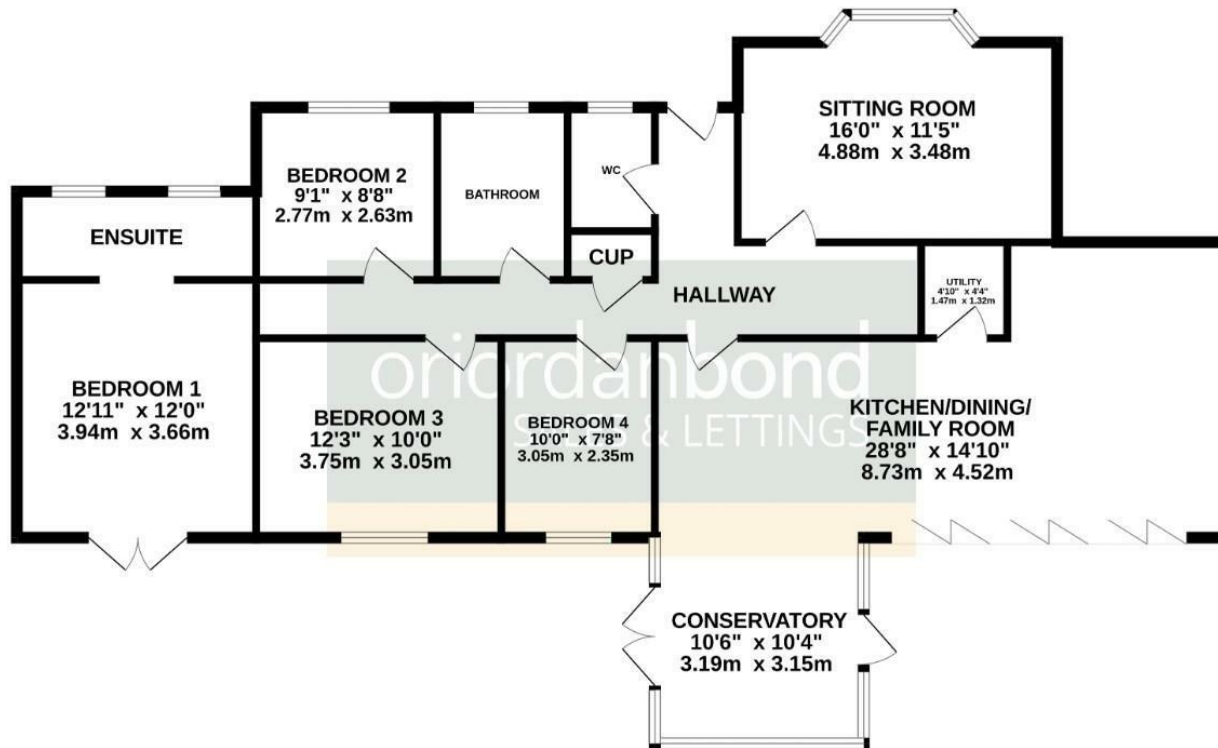 SITTING ROOM
16'0" x 11'5"
4.88m x 3.48m
BEDROOM 2
9'1" x 8'8"
2.77m x 2.63m
BATHROOM
WC
ENSUITE
CUP
HALLWAY
UTILITY
4'10" x 4'4"
1.47m x 1.32m
oriordanbond
SALES & LETTINGS
BEDROOM 1
12'11" x 12'0"
3.94m x 3.66m
BEDROOM 3
12'3" x 10'0"
3.75m x 3.05m
BEDROOM 4
10'0" x 7'8"
3.05m x 2.35m
KITCHEN/DINING/
FAMILY ROOM
28'8" x 14'10"
8.73m x 4.52m
CONSERVATORY
10'6" x 10'4"
3.19m x 3.15m